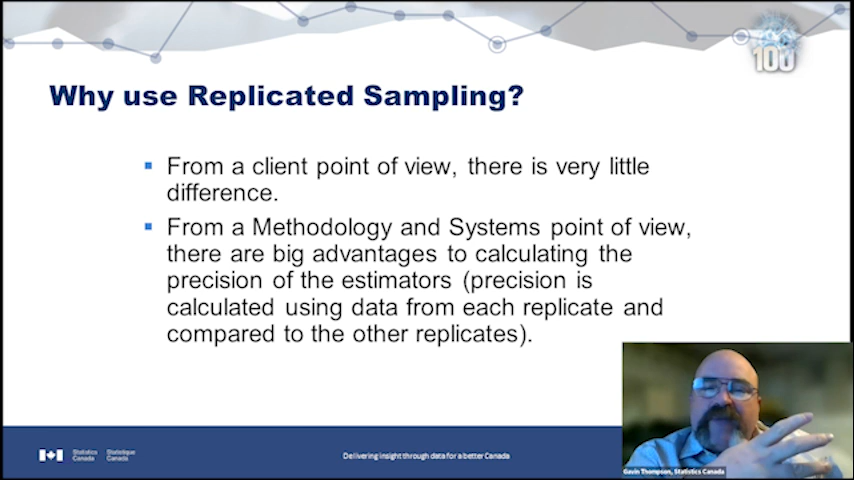 100
Why use Replicated Sampling?
From a client point of view, there is very little
difference.
From a Methodology and Systems point of view,
there are big advantages to calculating the
precision of the estimators (precision is
calculated using data from each replicate and
compared to the other replicates).
Statistics Canada
Statistique Canada
Delivering insight through data for a better Canada
Gavin Thompson, Statistics Canada